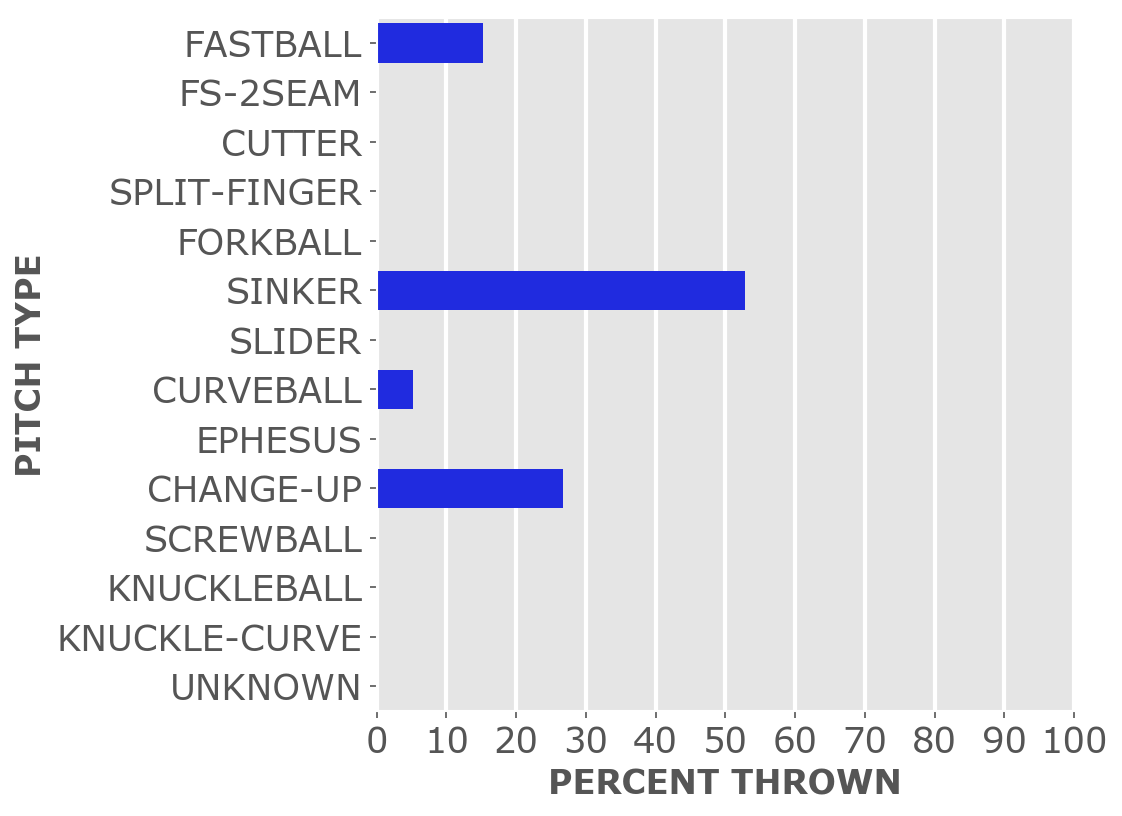 FASTBALL
FS-2SEAM
CUTTER
SPLIT-FINGER
FORKBALL
SINKER
SLIDER
CURVEBALL
EPHESUS
CHANGE-UP
SCREWBALL
KNUCKLEBALL
KNUCKLE-CURVE
UNKNOWN
PITCH TYPE
0 10 20 30 40 50 60 70 80 90 100
PERCENT THROWN